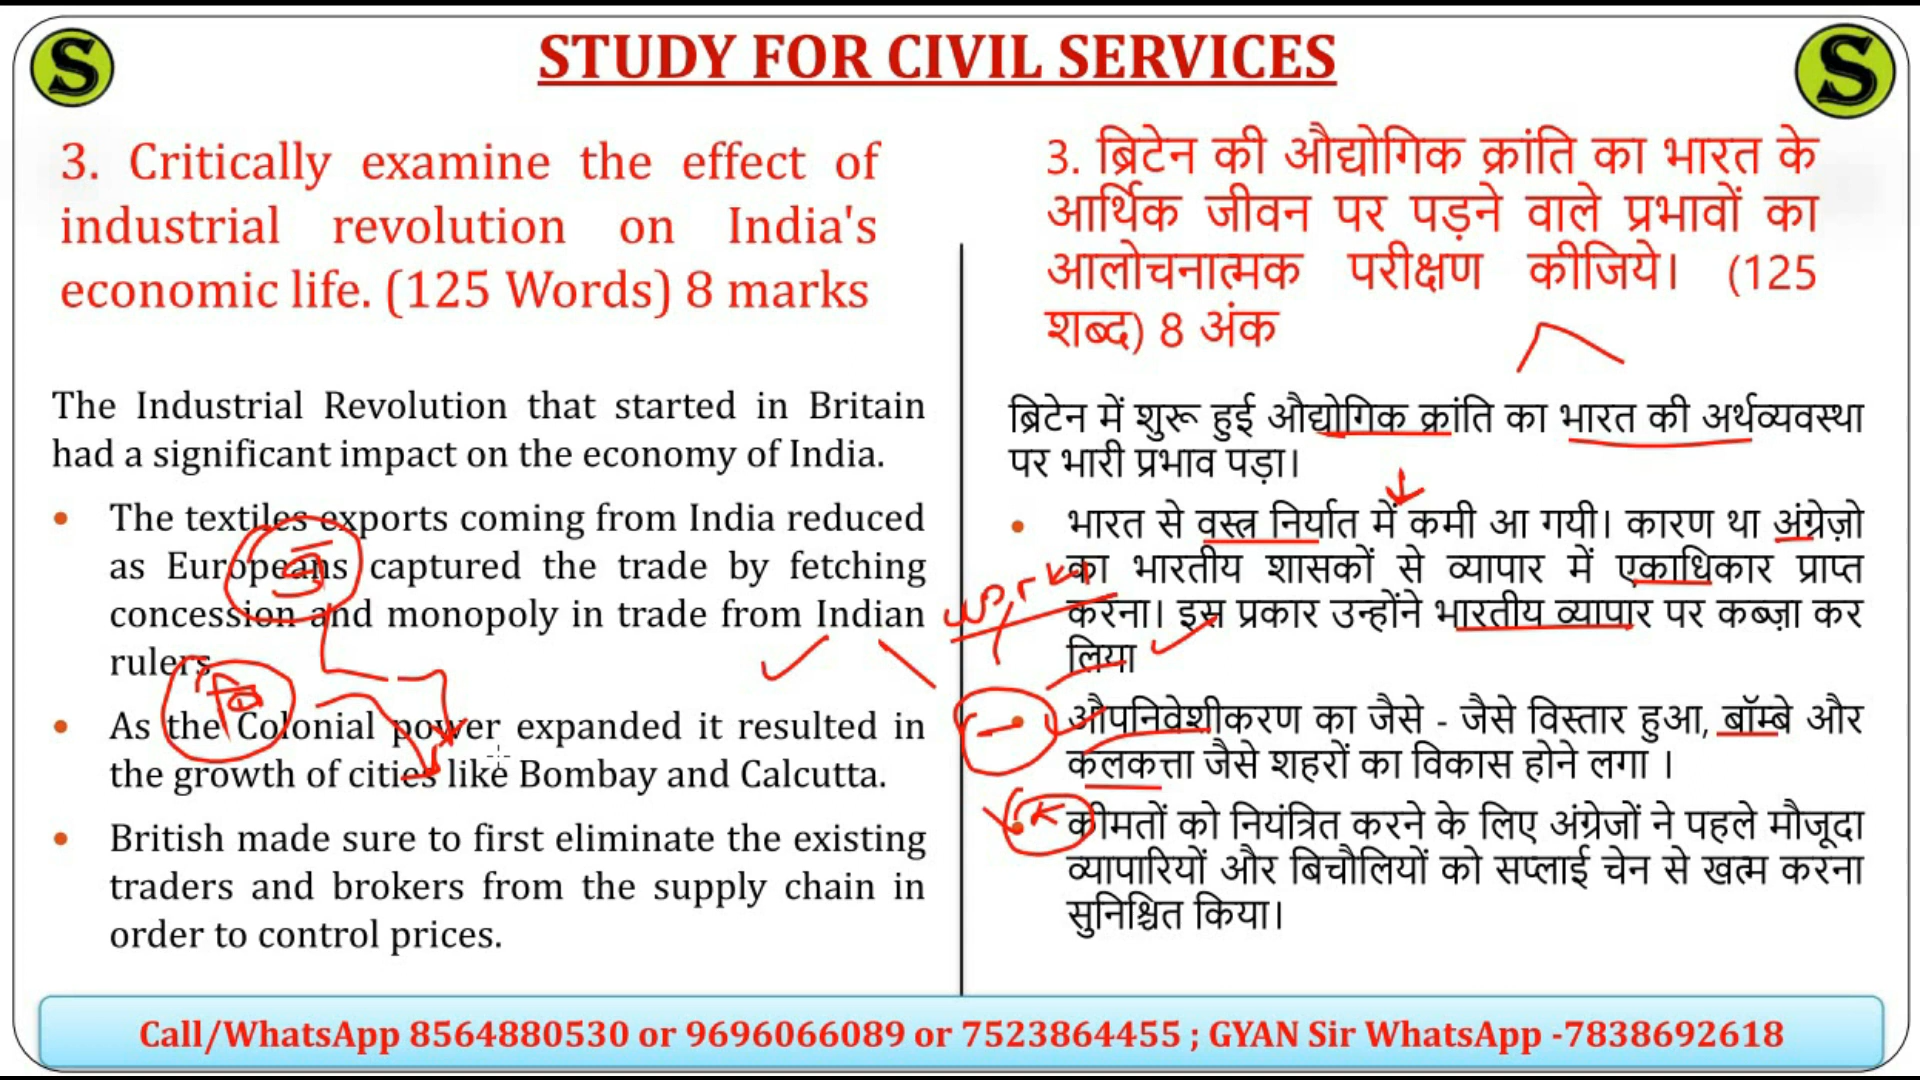 S
STUDY FOR CIVIL SERVICES
S
3. Critically examine the effect of
industrial revolution on India's
economic life. (125 Words) 8 marks
The Industrial Revolution that started in Britain
had a significant impact on the economy of India.
• The textiles exports coming from India reduced
as Europeans captured the trade by fetching
concession and monopoly in trade from Indian
rulers
• As the Colonial power expanded it resulted in
the growth of cities like Bombay and Calcutta.
• British made sure to first eliminate the existing
traders and brokers from the supply chain in
order to control prices.
3. ब्रिटेन की औद्योगिक क्रांति का भारत के
आर्थिक जीवन पर पड़ने वाले प्रभावों का
आलोचनात्मक परीक्षण कीजिये। (125
शब्द) 8 अंक
ब्रिटेन में शुरू हुई औद्योगिक क्रांति का भारत की अर्थव्यवस्था
पर भारी प्रभाव पड़ा।
• भारत से वस्त्र निर्यात में कमी आ गयी। कारण था अंग्रेज़ो
का भारतीय शासकों से व्यापार में एकाधिकार प्राप्त
करना। इस प्रकार उन्होंने भारतीय व्यापार पर कब्ज़ा कर
लिया
• औपनिवेशीकरण का जैसे - जैसे विस्तार हुआ, बॉम्बे और
कलकत्ता जैसे शहरों का विकास होने लगा ।
• कीमतों को नियंत्रित करने के लिए अंग्रेजों ने पहले मौजूदा
व्यापारियों और बिचौलियों को सप्लाई चेन से खत्म करना
सुनिश्चित किया।
Call/WhatsApp 8564880530 or 9696066089 or 7523864455 ; GYAN Sir WhatsApp -7838692618